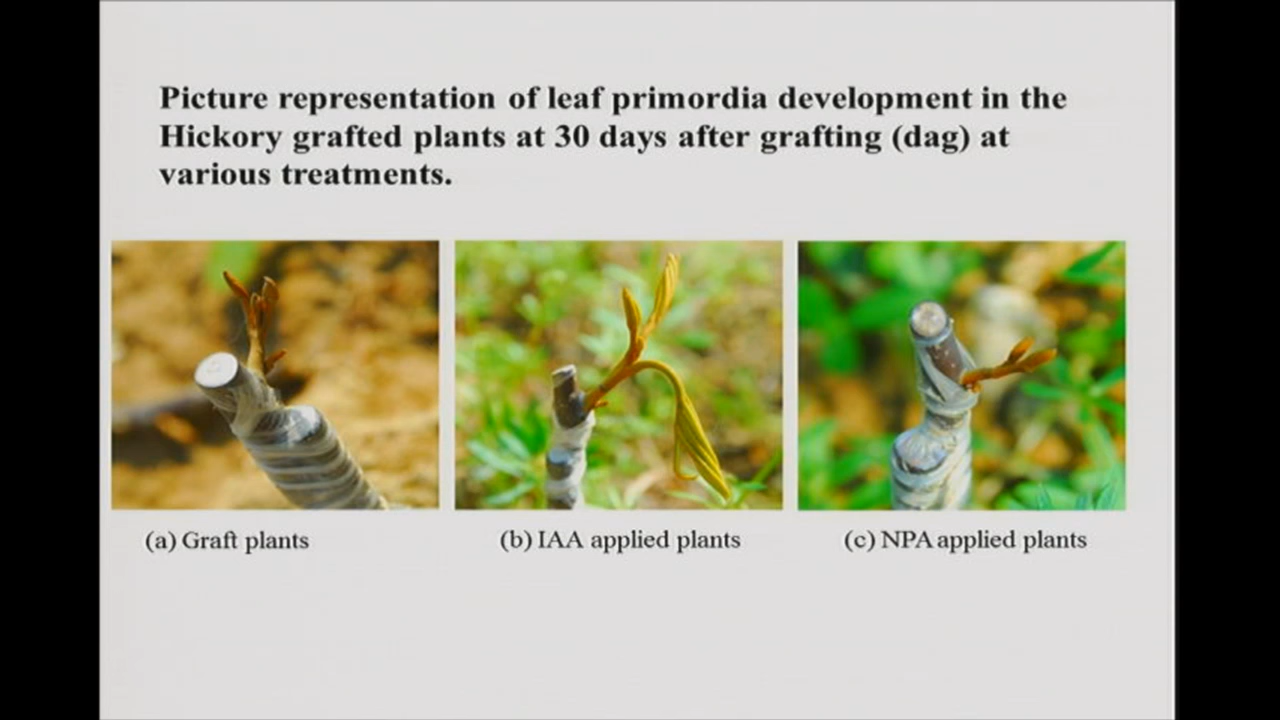 Picture representation of leaf primordia development in the
Hickory grafted plants at 30 days after grafting (dag) at
various treatments.
(a) Graft plants
(b) IAA applied plants
(c) NPA applied plants